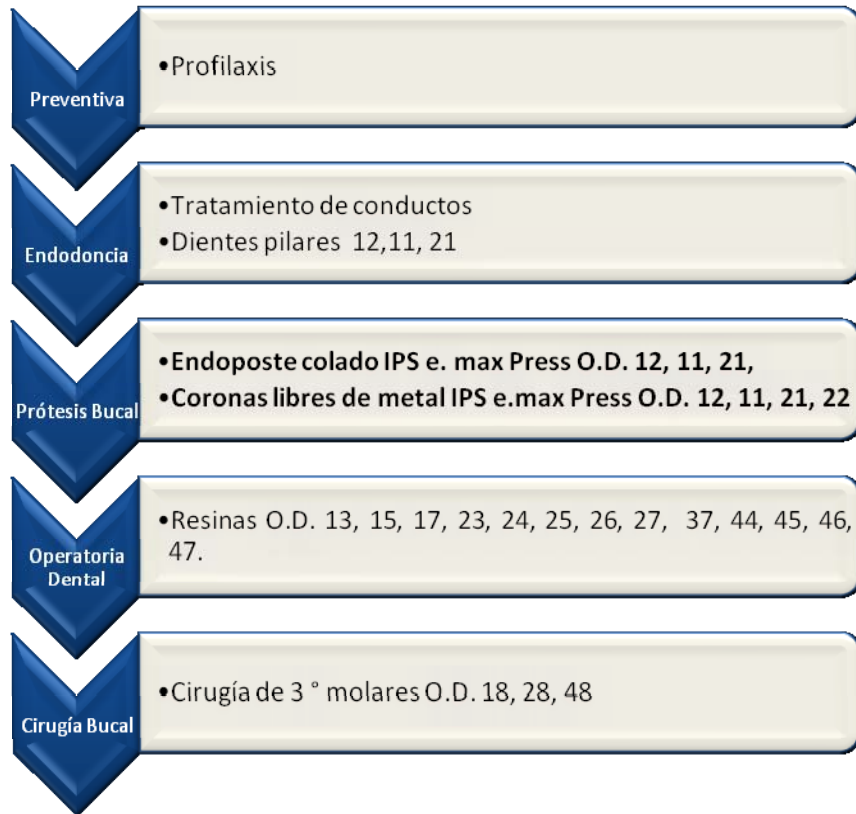 Preventiva
•Profilaxis
Endodoncia
•Tratamiento de conductos
•Dientes pilares 12,11, 21
Prótesis Bucal
•Endoposte colado IPS e. max Press O.D. 12, 11, 21,
•Coronas libres de metal IPS e.max Press O.D. 12, 11, 21, 22
Operatoria
Dental
•Resinas O.D. 13, 15, 17, 23, 24, 25, 26, 27, 37, 44, 45, 46,
47.
Cirugía Bucal
•Cirugía de 3 ° molares O.D. 18, 28, 48